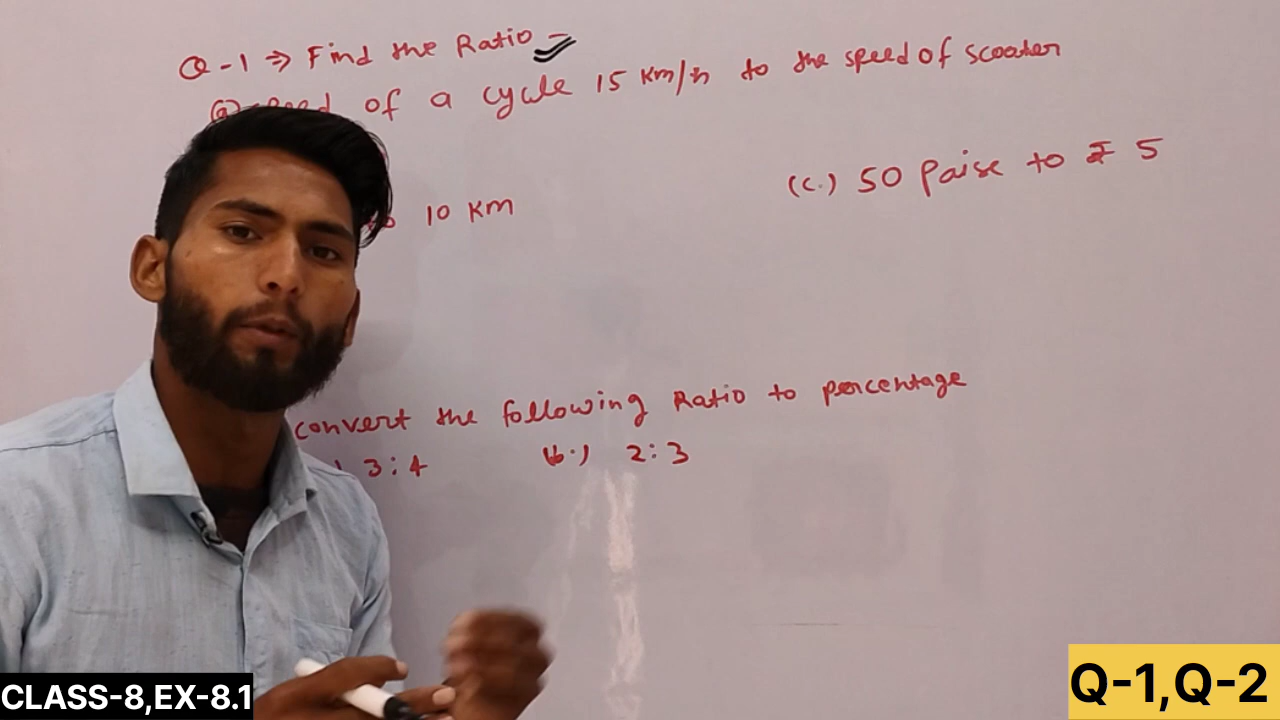 Q-1 ⇒ Find the Ratio -
of a cycle 15 km/h to the speed of scooter
(c.) 50 Paise to ₹ 5
10 km
convert the following Ratio to percentage
3:4 (b.) 2:3
CLASS-8,EX-8.1
Q-1,Q-2